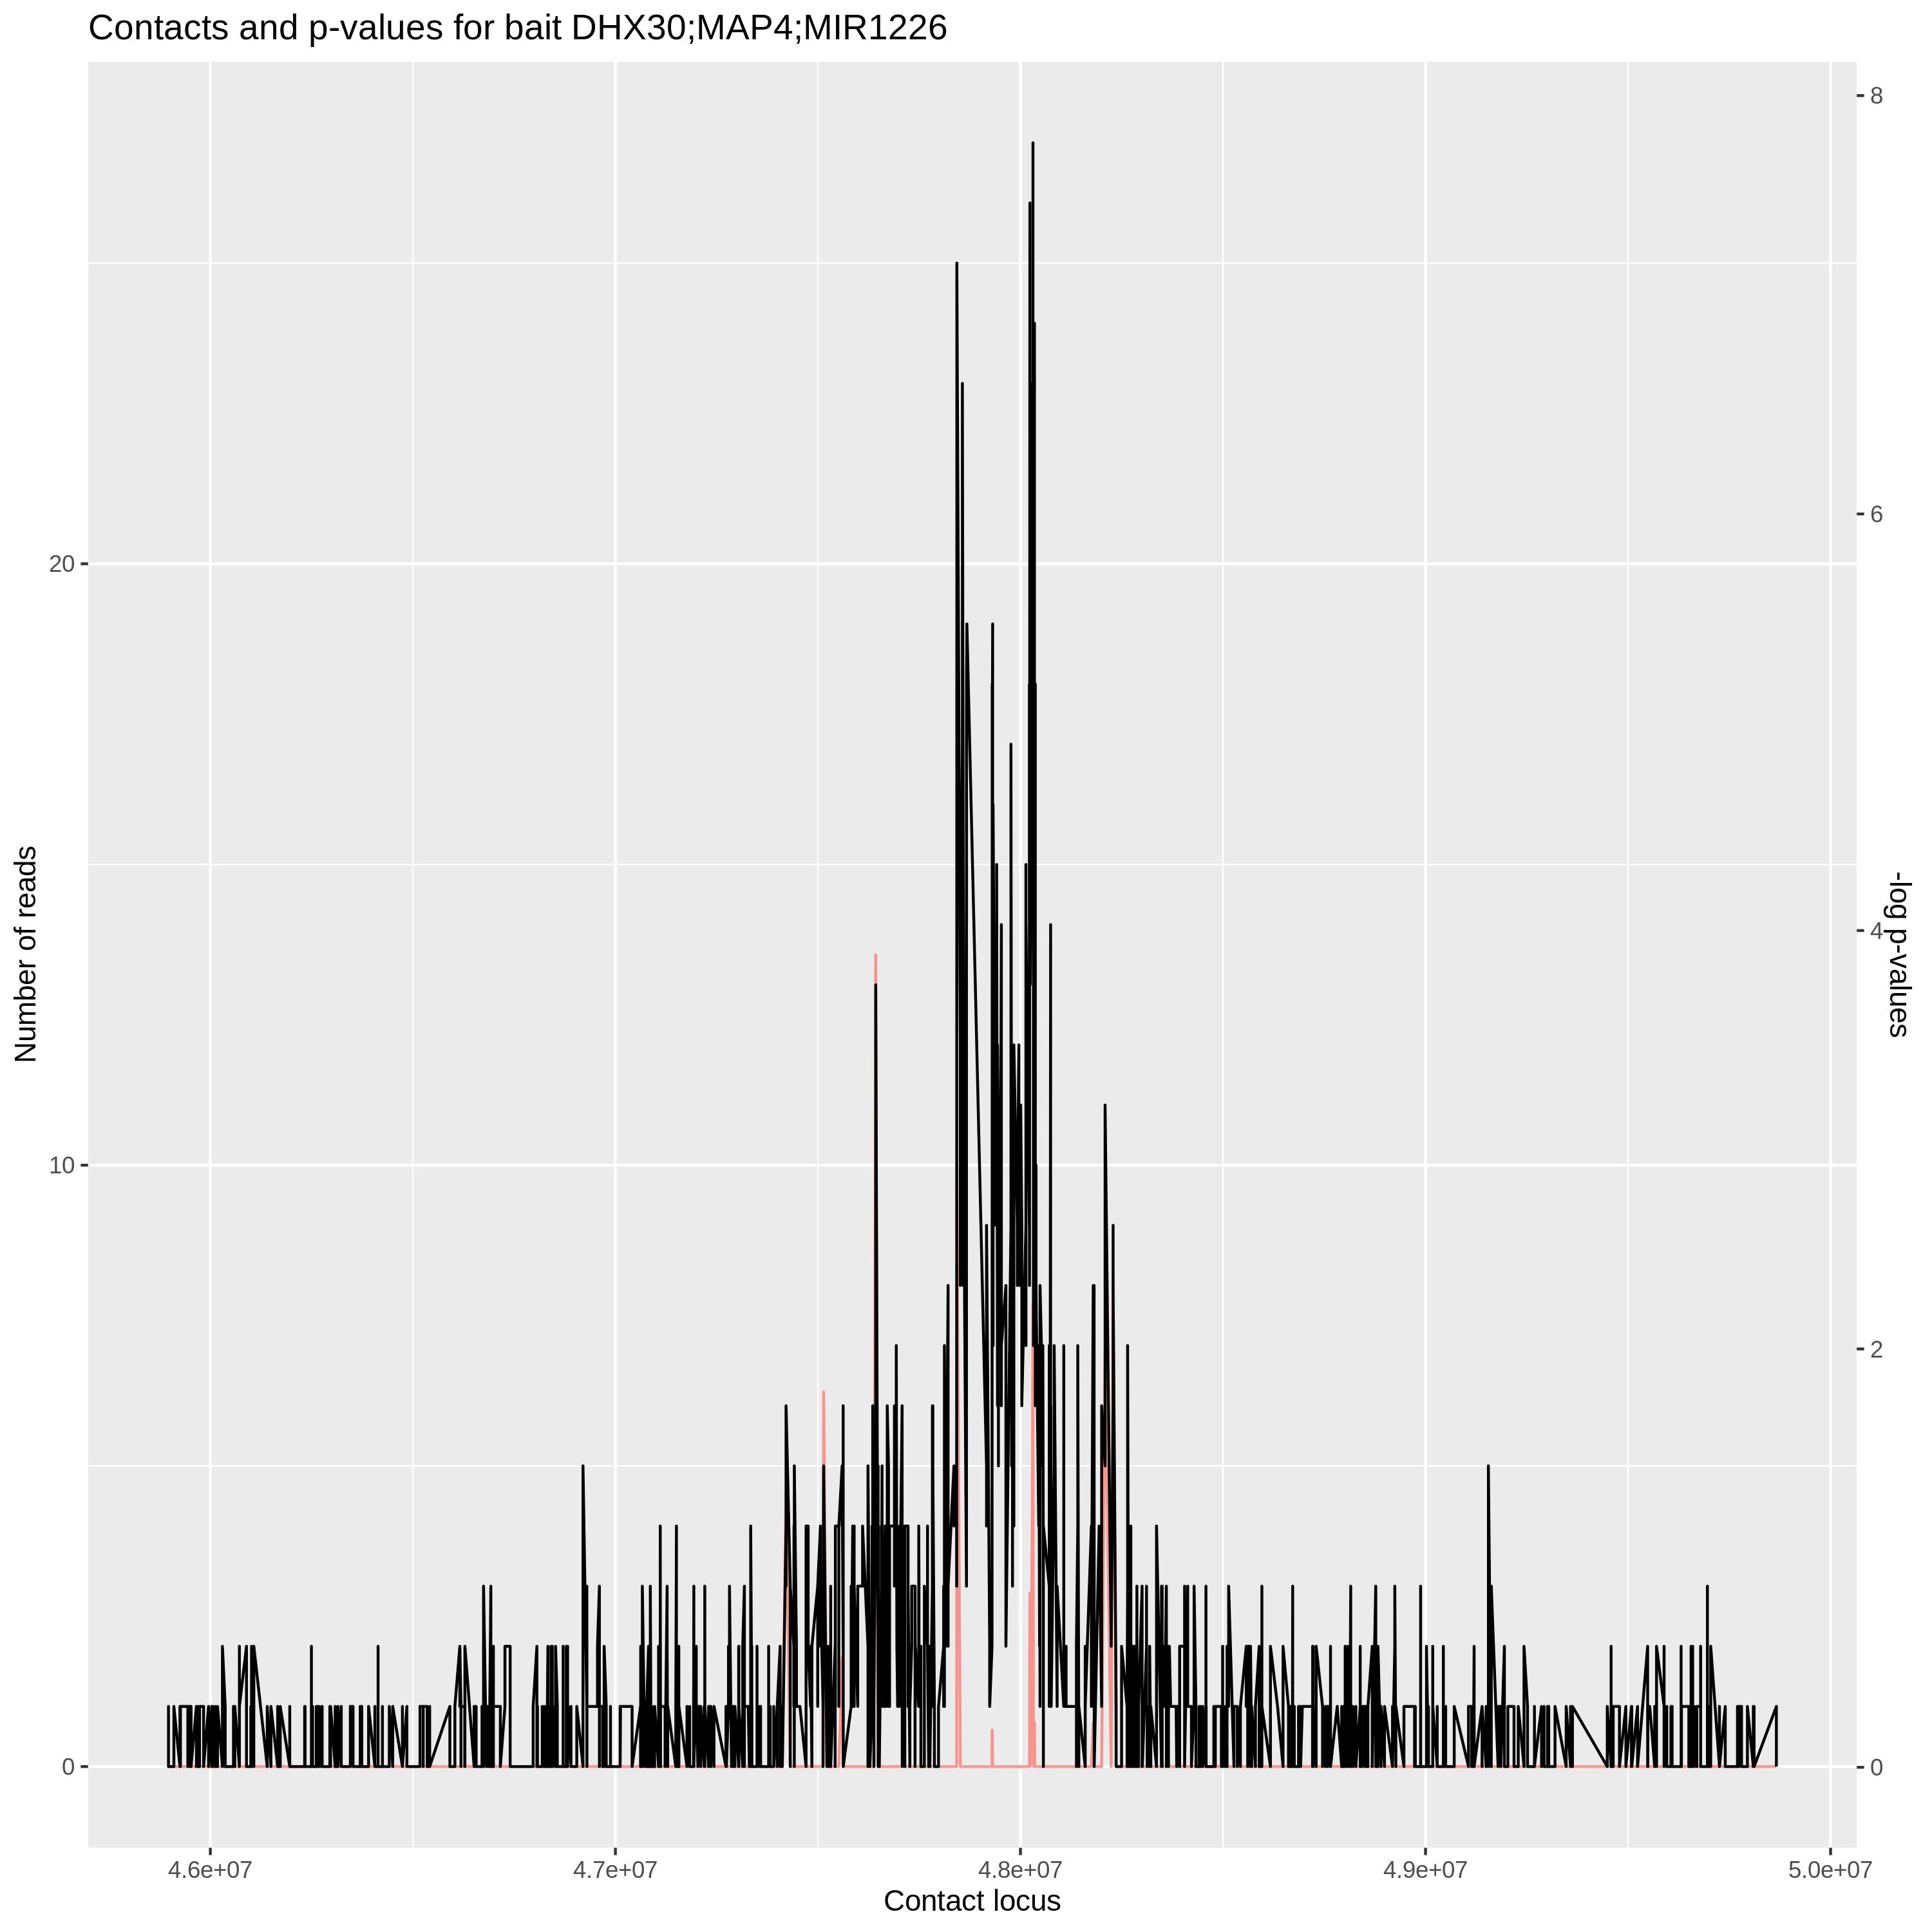 Contacts and p-values for bait DHX30;MAP4;MIR1226
8
6
20
Number of reads
4
-log p-values
10
2
0
0
4.6e+07
4.7e+07
4.8e+07
4.9e+07
5.0e+07
Contact locus